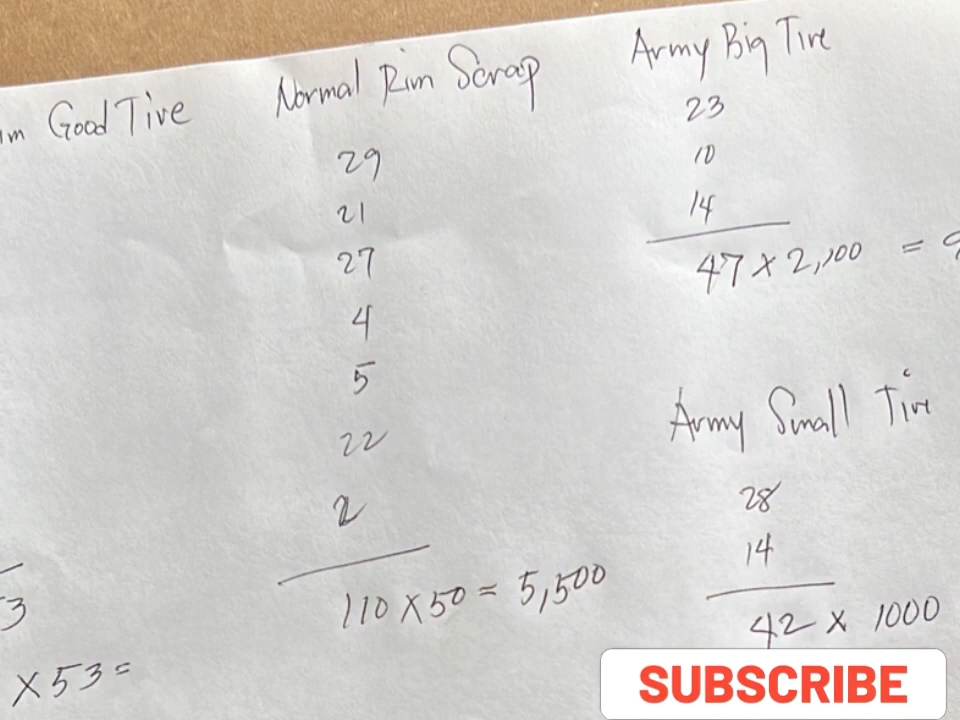 Good Tire
Normal Rim Scrap
29
21
27
4
5
22
2
110 x 50 = 5,500
Army Big Tire
23
10
14
47 x 2,100 =
Army Small Tire
28
14
42 x 1000
3
x 53 =
SUBSCRIBE